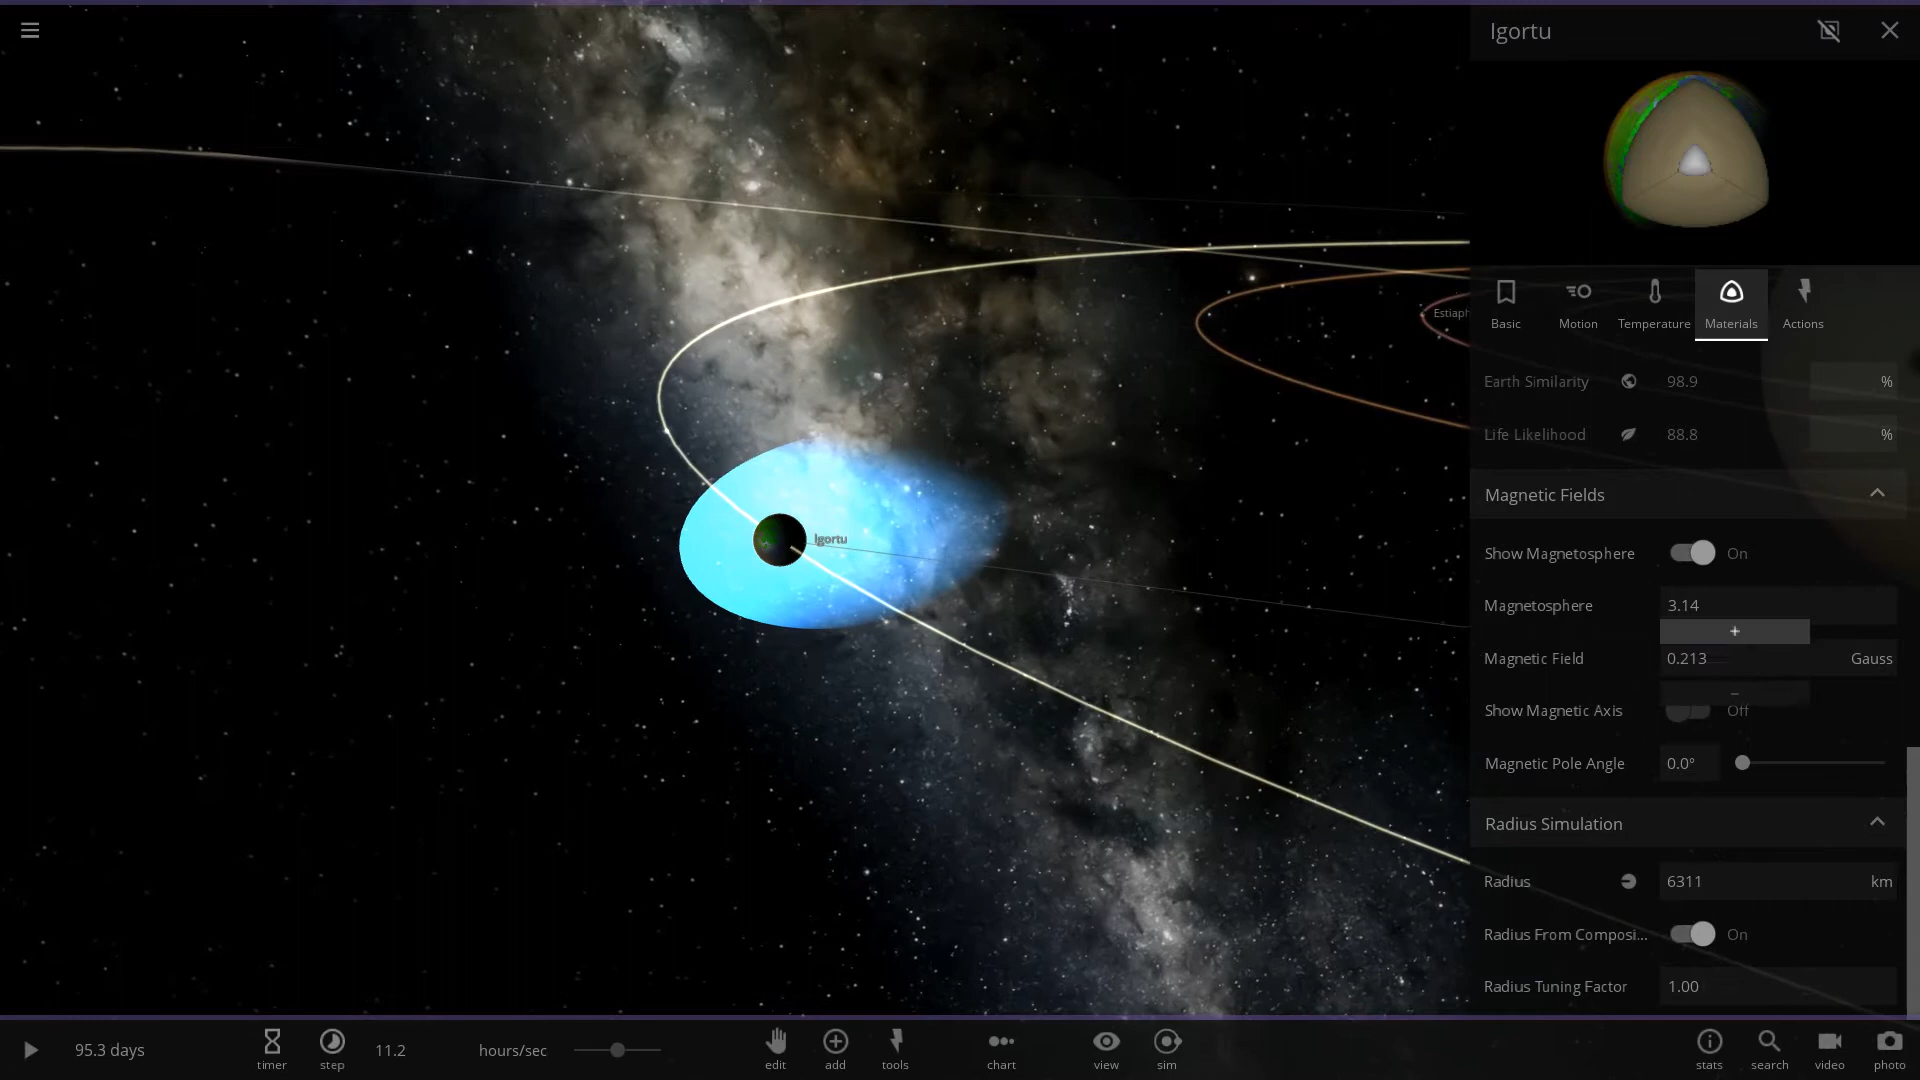 Igortu
Basic
Motion
Temperature
Materials
Actions
Estiaph
Earth Similarity 98.9 %
Life Likelihood 88.8 %
Magnetic Fields
Igortu
Show Magnetosphere On
Magnetosphere 3.14
+
Magnetic Field 0.213 Gauss
−
Show Magnetic Axis Off
Magnetic Pole Angle 0.0°
Radius Simulation
Radius 6311 km
Radius From Composi... On
Radius Tuning Factor 1.00
95.3 days
timer
step
11.2 hours/sec
edit
add
tools
chart
view
sim
stats
search
video
photo